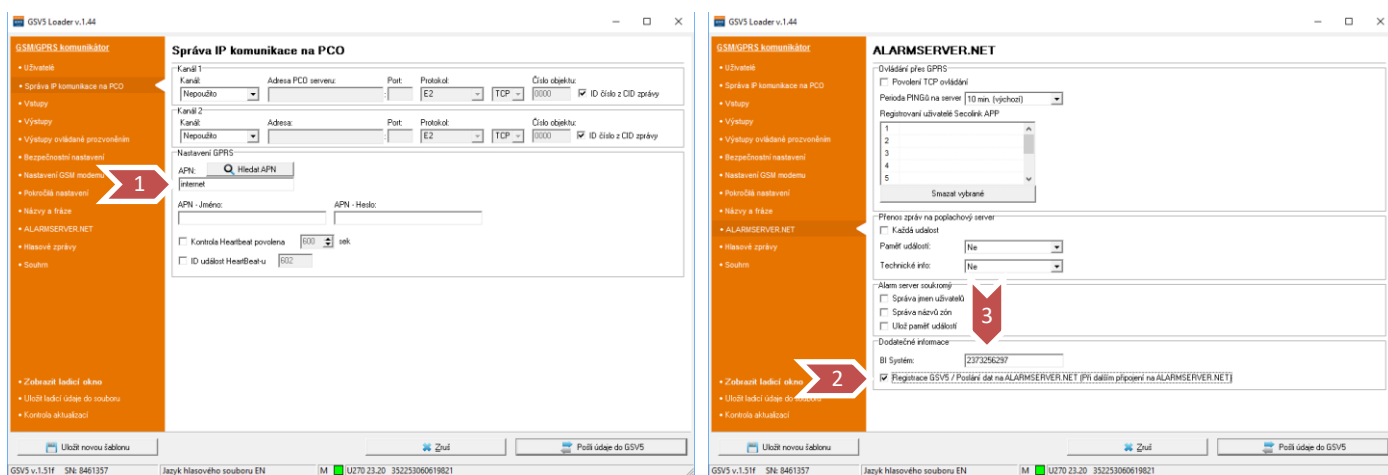 GSV5 Loader v.1.44
GSM/GPRS komunikátor
• Uživatelé
• Správa IP komunikace na PCO
• Vstupy
• Výstupy
• Výstupy ovládané prozvoněním
• Bezpečnostní nastavení
• Nastavení GSM modemu
• Pokročilá nastavení
• Názvy a fráze
• ALARMSERVER.NET
• Hlasové zprávy
• Souhrn
• Zobrazit ladicí okno
• Uložit ladicí údaje do souboru
• Kontrola aktualizací
Správa IP komunikace na PCO
Kanál 1
Kanál: Adresa PCO serveru: Port: Protokol: Číslo objektu:
Nepoužito : E2 TCP 0000 ID číslo z CID zprávy
Kanál 2
Kanál: Adresa: Port: Protokol: Číslo objektu:
Nepoužito : E2 TCP 0000 ID číslo z CID zprávy
Nastavení GPRS
APN: Hledat APN
internet
1
APN - Jméno: APN - Heslo:
Kontrola Heartbeat povolena 600 sek
ID událost HeartBeat-u 602
Uložit novou šablonu Zruš Pošli údaje do GSV5
GSV5 v.1.51f SN: 8461357 Jazyk hlasového souboru EN M U270 23.20 352253060619821
GSV5 Loader v.1.44
GSM/GPRS komunikátor
• Uživatelé
• Správa IP komunikace na PCO
• Vstupy
• Výstupy
• Výstupy ovládané prozvoněním
• Bezpečnostní nastavení
• Nastavení GSM modemu
• Pokročilá nastavení
• Názvy a fráze
• ALARMSERVER.NET
• Hlasové zprávy
• Souhrn
• Zobrazit ladicí okno
• Uložit ladicí údaje do souboru
• Kontrola aktualizací
ALARMSERVER.NET
Ovládání přes GPRS
Povolení TCP ovládání
Perioda PINGů na server 10 min. (výchozí)
Registrovaní uživatelé Secolink APP
1
2
3
4
5
Smazat vybrané
Přenos zpráv na poplachový server
Každá udalost
Paměť událostí: Ne
Technické info: Ne
Alarm server soukromý
Správa jmen uživatelů
Správa názvů zón
Ulož paměť událostí
3
Dodatečné informace
BI Systém: 2373256297
2
Registrace GSV5 / Poslání dat na ALARMSERVER.NET (Při dalším připojení na ALARMSERVER.NET)
Uložit novou šablonu Zruš Pošli údaje do GSV5
GSV5 v.1.51f SN: 8461357 Jazyk hlasového souboru EN M U270 23.20 352253060619821